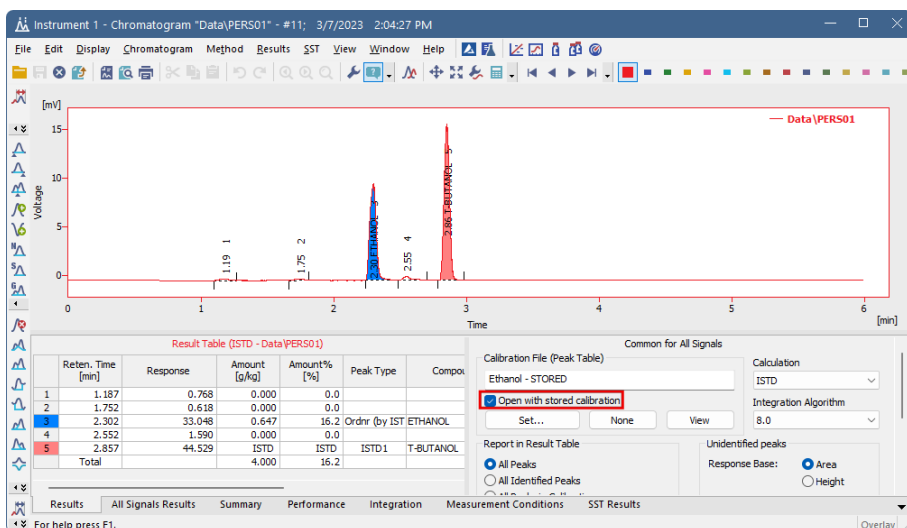 Instrument 1 - Chromatogram "Data\PERS01" - #11; 3/7/2023 2:04:27 PM
File Edit Display Chromatogram Method Results SST View Window Help
[mV]
Data\PERS01
15
10
5
0
Voltage
1.19 1
1.75 2
2.30 ETHANOL 3
2.55 4
2.86 T-BUTANOL 5
0 1 2 3 4 5 6
Time
[min]
Result Table (ISTD - Data\PERS01)
Reten. Time [min] Response Amount [g/kg] Amount% [%] Peak Type Compou
1 1.187 0.768 0.000 0.0
2 1.752 0.618 0.000 0.0
3 2.302 33.048 0.647 16.2 Ordnr (by IST ETHANOL
4 2.552 1.590 0.000 0.0
5 2.857 44.529 ISTD ISTD ISTD1 T-BUTANOL
Total 4.000 16.2
Common for All Signals
Calibration File (Peak Table)
Ethanol - STORED
Open with stored calibration
Set... None View
Calculation
ISTD
Integration Algorithm
8.0
Report in Result Table
All Peaks
All Identified Peaks
Unidentified peaks
Response Base: Area
Height
Results All Signals Results Summary Performance Integration Measurement Conditions SST Results
For help press F1.
Overlay